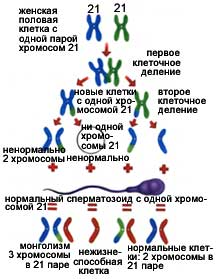 женская
половая
клетка с
одной парой
хромосом 21
21 21
первое
клеточное
деление
новые клетки
с одной хро-
мосомой 21
второе
клеточное
деление
ни одной
хромо-
сомы 21
ненормально
2 хромосомы
ненормально
нормальный сперматозоид с одной хромо-
сомой 21
монголизм
3 хромосомы
в 21 паре
нежизне-
способная
клетка
нормальные клет-
ки: 2 хромосомы в
21 паре